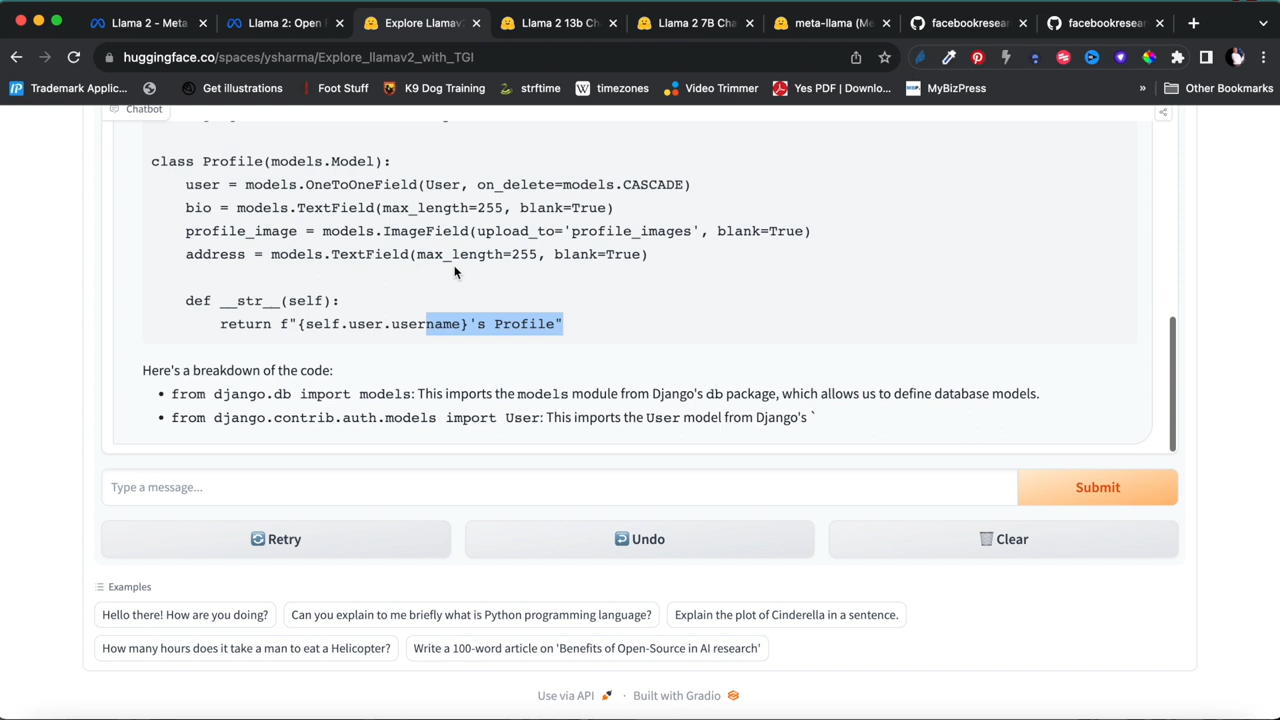 Llama 2 - Meta
Llama 2: Open
Explore Llamav
Llama 2 13b Ch
Llama 2 7B Cha
meta-llama (Me
facebookresea
facebookresea
huggingface.co/spaces/ysharma/Explore_llamav2_with_TGI
Trademark Applic...
Get illustrations
Foot Stuff
K9 Dog Training
strftime
timezones
Video Trimmer
Yes PDF | Downlo...
MyBizPress
»
Other Bookmarks
Chatbot
class Profile(models.Model):
user = models.OneToOneField(User, on_delete=models.CASCADE)
bio = models.TextField(max_length=255, blank=True)
profile_image = models.ImageField(upload_to='profile_images', blank=True)
address = models.TextField(max_length=255, blank=True)
def __str__(self):
return f"{self.user.username}'s Profile"
Here's a breakdown of the code:
• from django.db import models: This imports the models module from Django's db package, which allows us to define database models.
• from django.contrib.auth.models import User: This imports the User model from Django's `
Type a message...
Submit
Retry
Undo
Clear
Examples
Hello there! How are you doing?
Can you explain to me briefly what is Python programming language?
Explain the plot of Cinderella in a sentence.
How many hours does it take a man to eat a Helicopter?
Write a 100-word article on 'Benefits of Open-Source in AI research'
Use via API · Built with Gradio